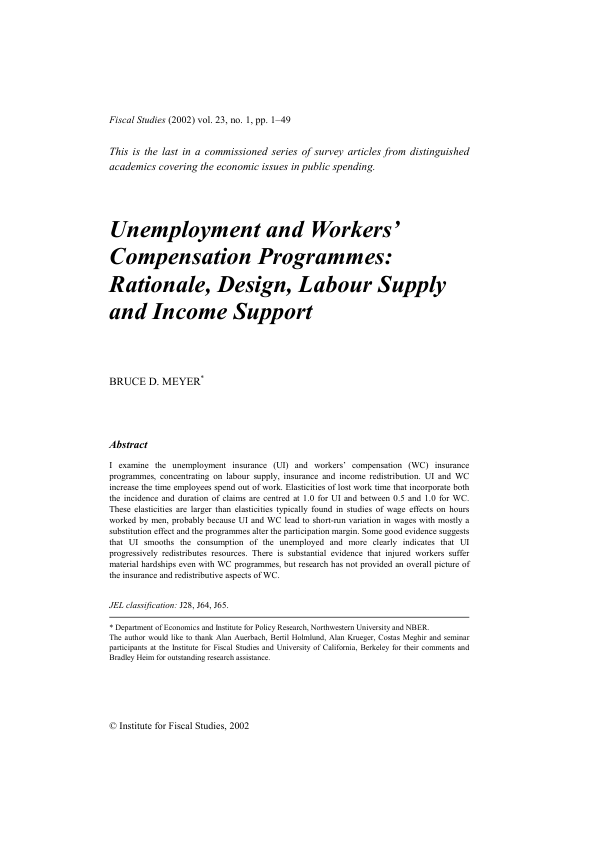 Fiscal Studies (2002) vol. 23, no. 1, pp. 1–49
This is the last in a commissioned series of survey articles from distinguished
academics covering the economic issues in public spending.
Unemployment and Workers’
Compensation Programmes:
Rationale, Design, Labour Supply
and Income Support
BRUCE D. MEYER*
Abstract
I examine the unemployment insurance (UI) and workers’ compensation (WC) insurance
programmes, concentrating on labour supply, insurance and income redistribution. UI and WC
increase the time employees spend out of work. Elasticities of lost work time that incorporate both
the incidence and duration of claims are centred at 1.0 for UI and between 0.5 and 1.0 for WC.
These elasticities are larger than elasticities typically found in studies of wage effects on hours
worked by men, probably because UI and WC lead to short-run variation in wages with mostly a
substitution effect and the programmes alter the participation margin. Some good evidence suggests
that UI smooths the consumption of the unemployed and more clearly indicates that UI
progressively redistributes resources. There is substantial evidence that injured workers suffer
material hardships even with WC programmes, but research has not provided an overall picture of
the insurance and redistributive aspects of WC.
JEL classification: J28, J64, J65.
* Department of Economics and Institute for Policy Research, Northwestern University and NBER.
The author would like to thank Alan Auerbach, Bertil Holmlund, Alan Krueger, Costas Meghir and seminar
participants at the Institute for Fiscal Studies and University of California, Berkeley for their comments and
Bradley Heim for outstanding research assistance.
© Institute for Fiscal Studies, 2002